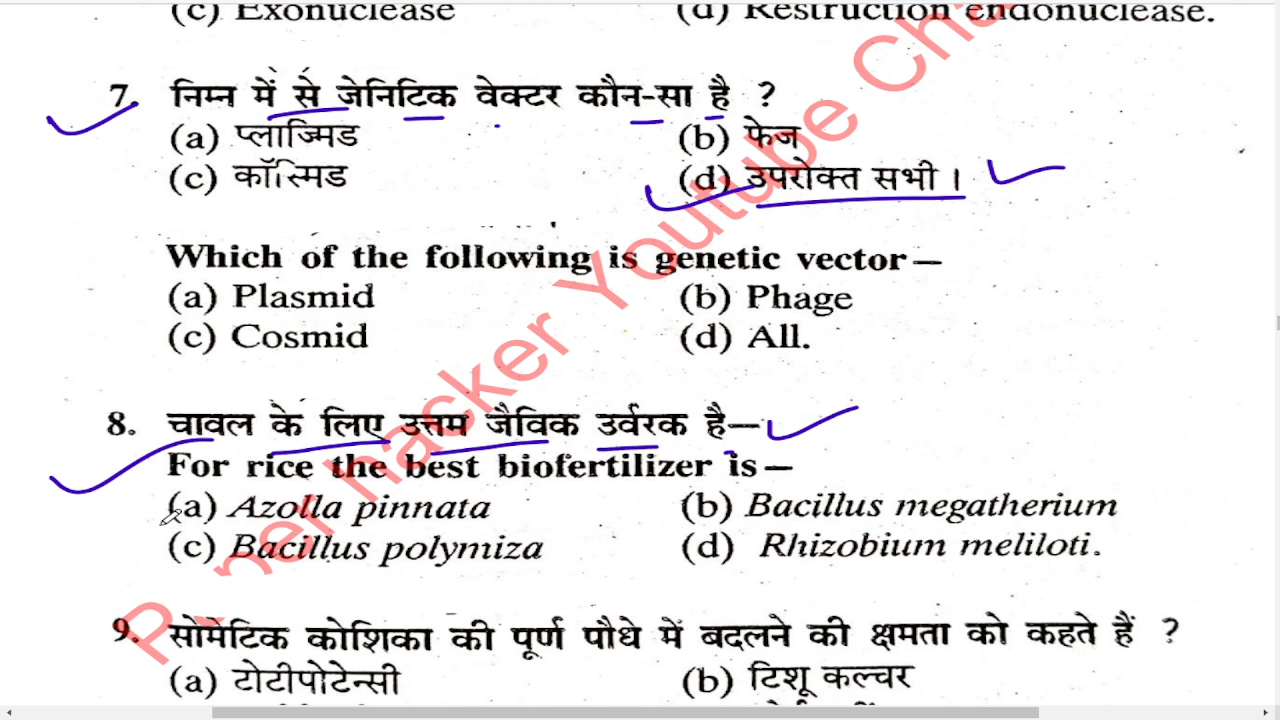 (c) Exonuclease (d) Restruction endonuclease.
7. निम्न में से जेनिटिक वेक्टर कौन-सा है ?
(a) प्लाज्मिड (b) फेज
(c) कॉस्मिड (d) उपरोक्त सभी।
Which of the following is genetic vector—
(a) Plasmid (b) Phage
(c) Cosmid (d) All.
8. चावल के लिए उत्तम जैविक उर्वरक है—
For rice the best biofertilizer is—
(a) Azolla pinnata (b) Bacillus megatherium
(c) Bacillus polymiza (d) Rhizobium meliloti.
9. सोमेटिक कोशिका की पूर्ण पौधे में बदलने की क्षमता को कहते हैं ?
(a) टोटीपोटेन्सी (b) टिशू कल्चर
hacker Youtube